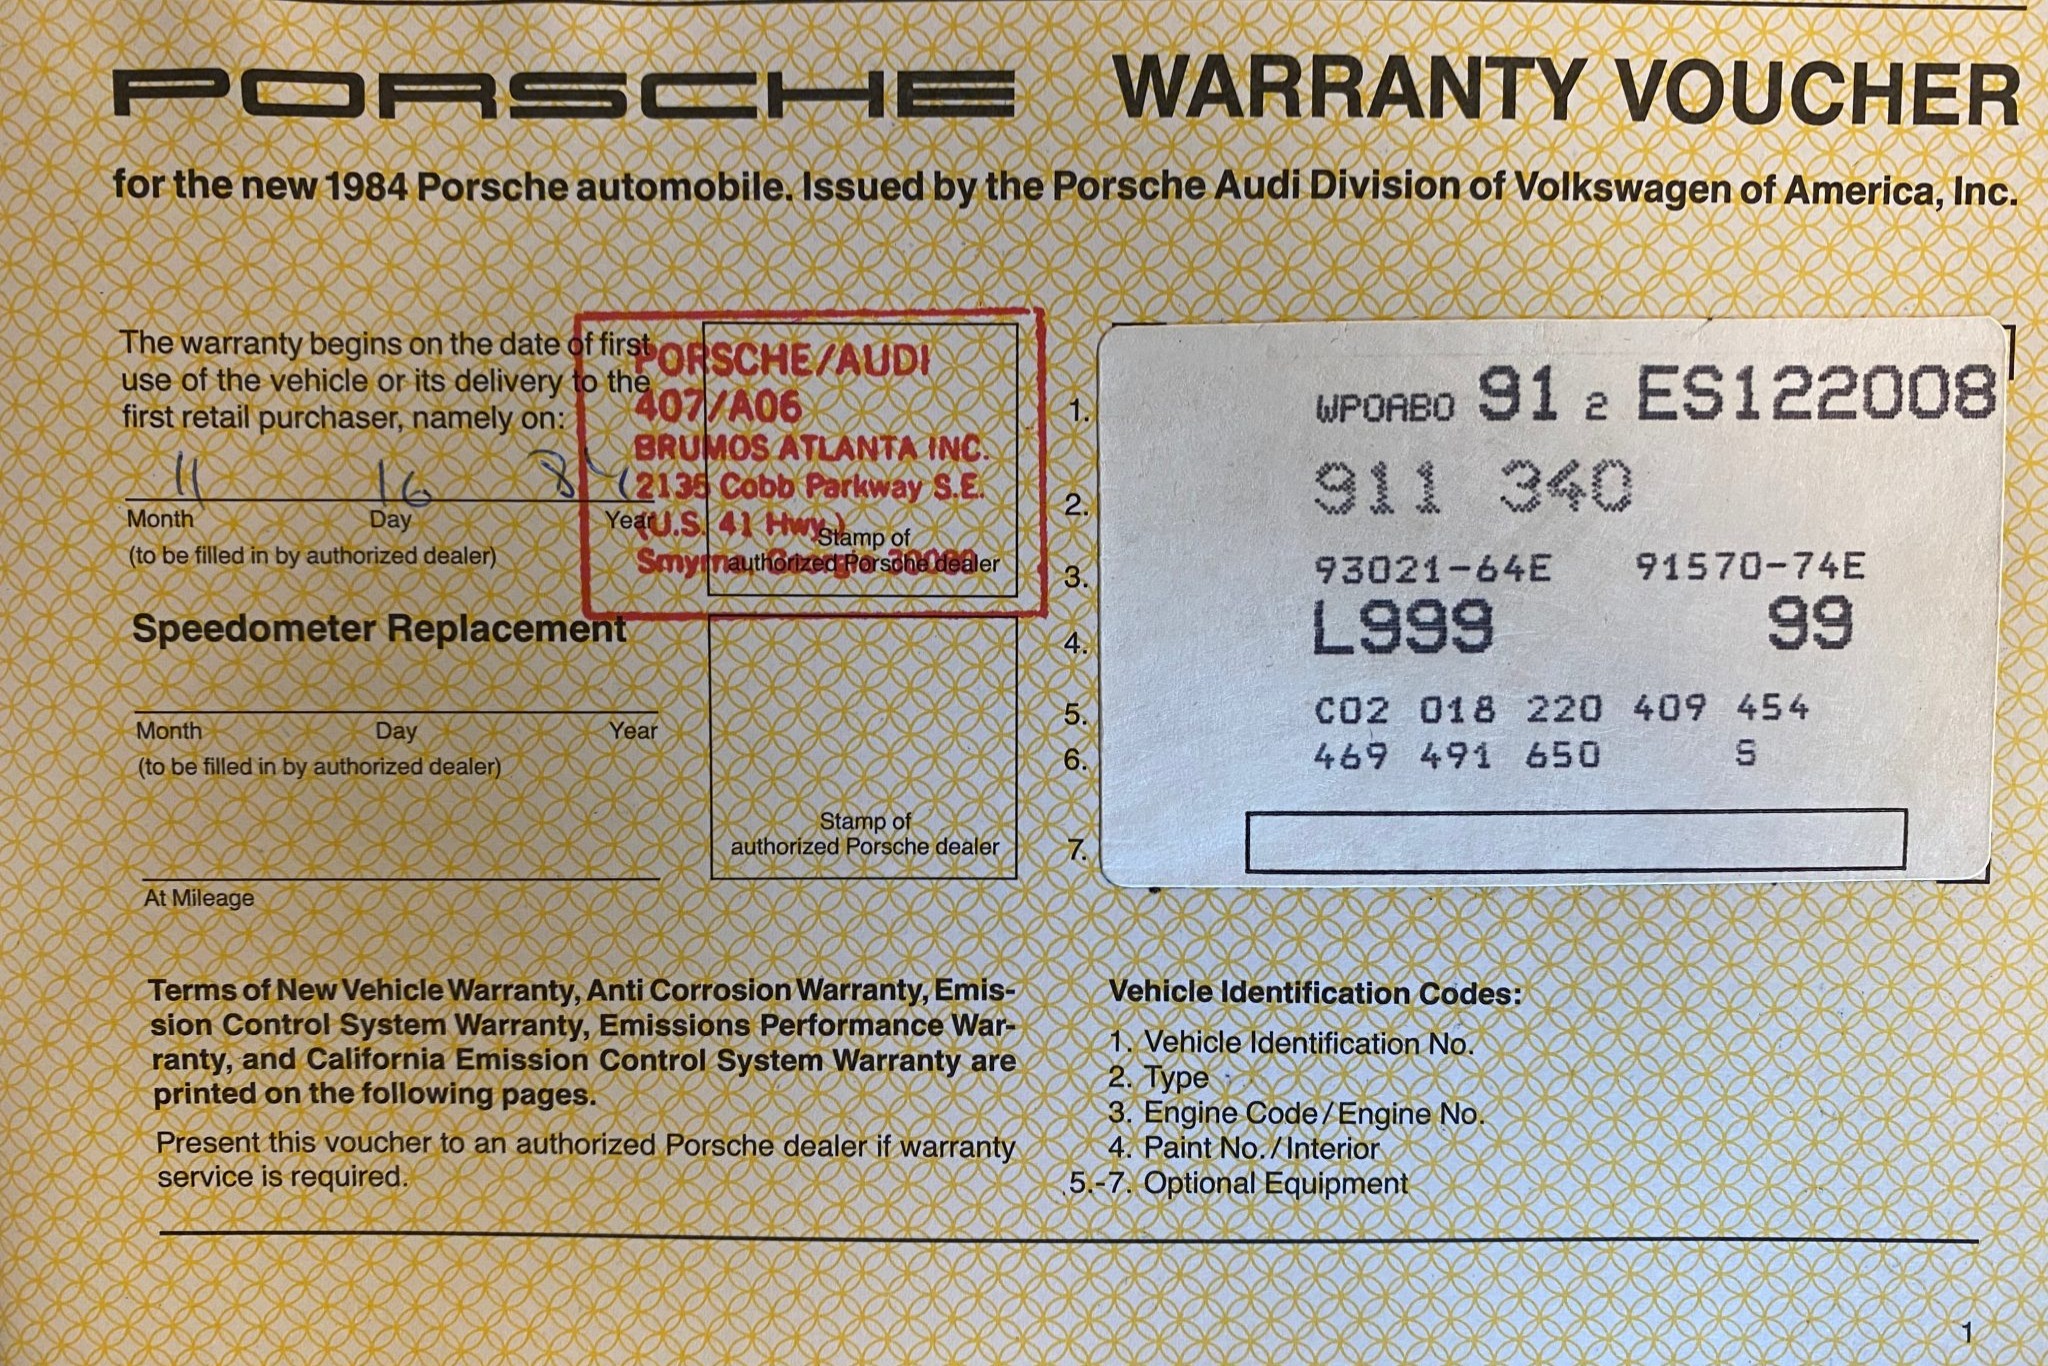 PORSCHE WARRANTY VOUCHER
for the new 1984 Porsche automobile. Issued by the Porsche Audi Division of Volkswagen of America, Inc.
The warranty begins on the date of first
use of the vehicle or its delivery to the
first retail purchaser, namely on:
11 16 84
Month Day Year
(to be filled in by authorized dealer)
PORSCHE/AUDI
407/A06
BRUMOS ATLANTA INC.
2135 Cobb Parkway S.E.
(U.S. 41 Hwy.)
Smyrna, Georgia 30080
Stamp of
authorized Porsche dealer
Speedometer Replacement
Month Day Year
(to be filled in by authorized dealer)
At Mileage
Stamp of
authorized Porsche dealer
1. WP0AB0 91 2 ES122008
2. 911 340
3. 93021-64E 91570-74E
4. L999 99
5. C02 018 220 409 454
6. 469 491 650 S
7.
Terms of New Vehicle Warranty, Anti Corrosion Warranty, Emis-
sion Control System Warranty, Emissions Performance War-
ranty, and California Emission Control System Warranty are
printed on the following pages.
Present this voucher to an authorized Porsche dealer if warranty
service is required.
Vehicle Identification Codes:
1. Vehicle Identification No.
2. Type
3. Engine Code/Engine No.
4. Paint No./Interior
5.-7. Optional Equipment
1